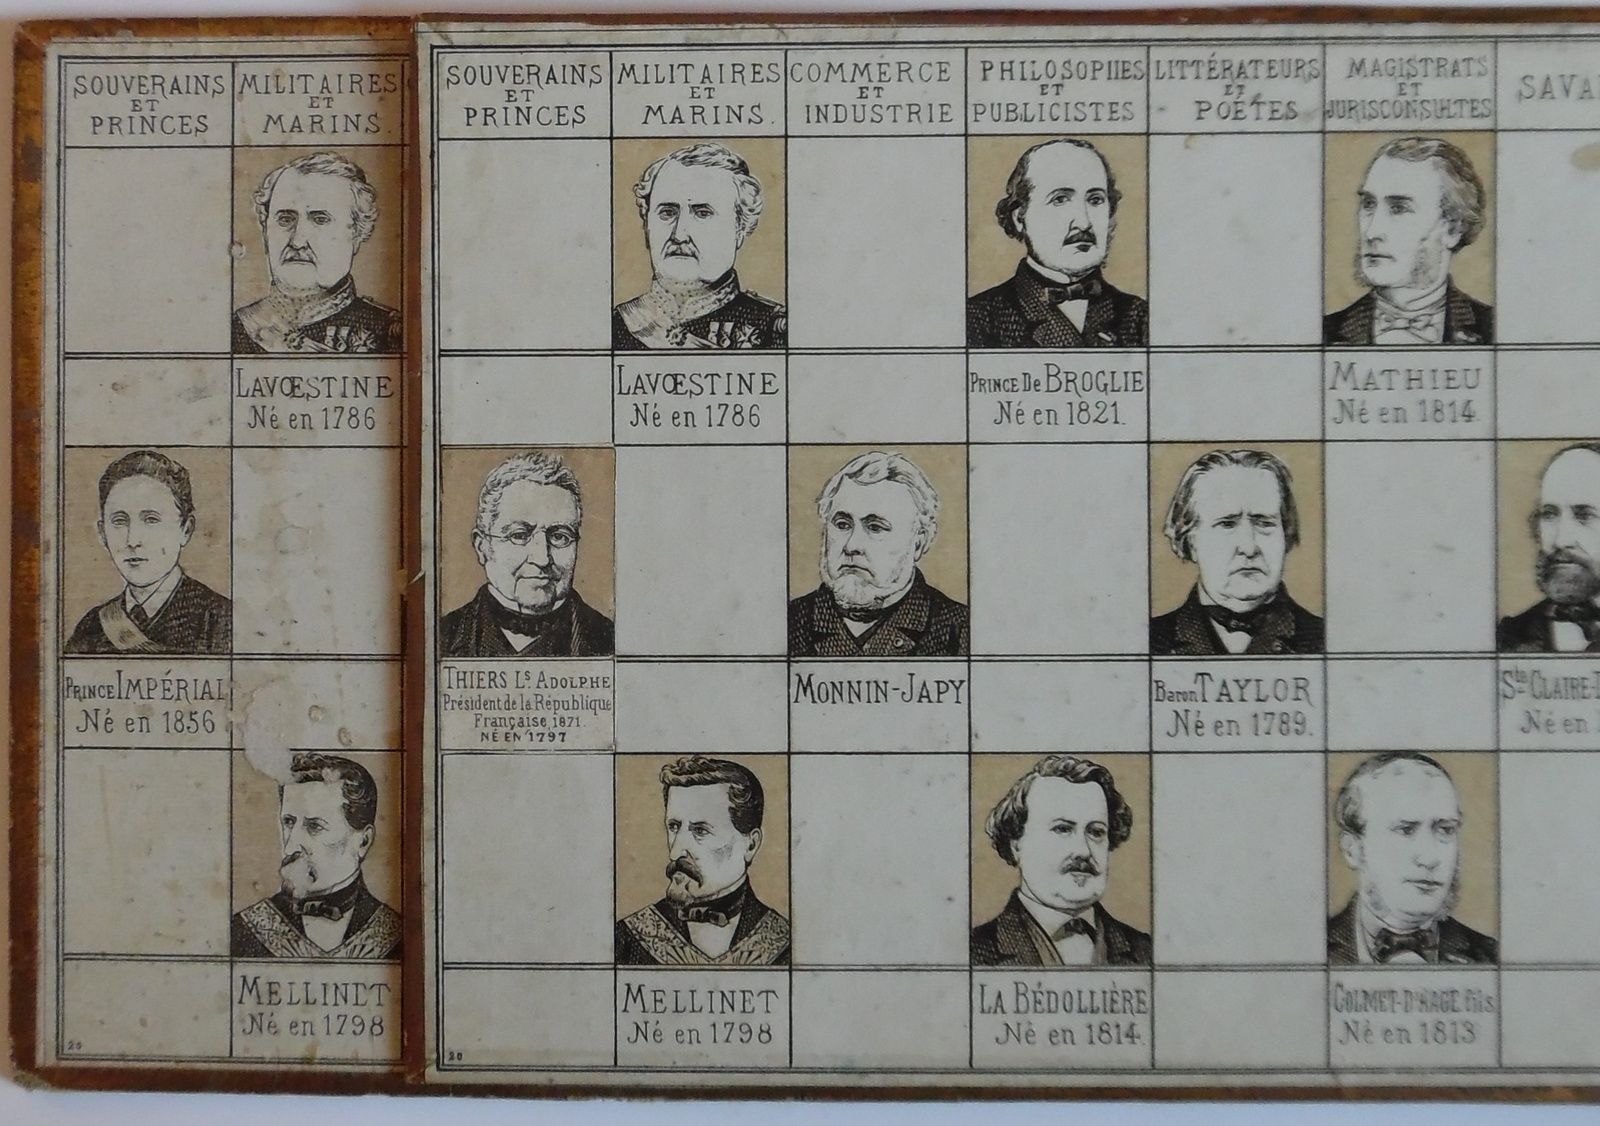 SOUVERAINS
ET
PRINCES
MILITAIRES
ET
MARINS.
LAVŒSTINE
Né en 1786
PRINCE IMPÉRIAL
Né en 1856
MELLINET
Né en 1798
20
SOUVERAINS
ET
PRINCES
MILITAIRES
ET
MARINS.
COMMERCE
ET
INDUSTRIE
PHILOSOPHES
ET
PUBLICISTES
LITTÉRATEURS
ET
POÈTES
MAGISTRATS
ET
JURISCONSULTES
LAVŒSTINE
Né en 1786
PRINCE De BROGLIE
Né en 1821.
MATHIEU
Né en 1814.
THIERS Ls. ADOLPHE
Président de la République
Française, 1871.
NÉ EN 1797
MONNIN-JAPY
Baron TAYLOR
Né en 1789.
Ste CLAIRE-
Né en
MELLINET
Né en 1798
LA BÉDOLLIÈRE
Né en 1814.
COLMET-D'AAGE fils
Né en 1813
20